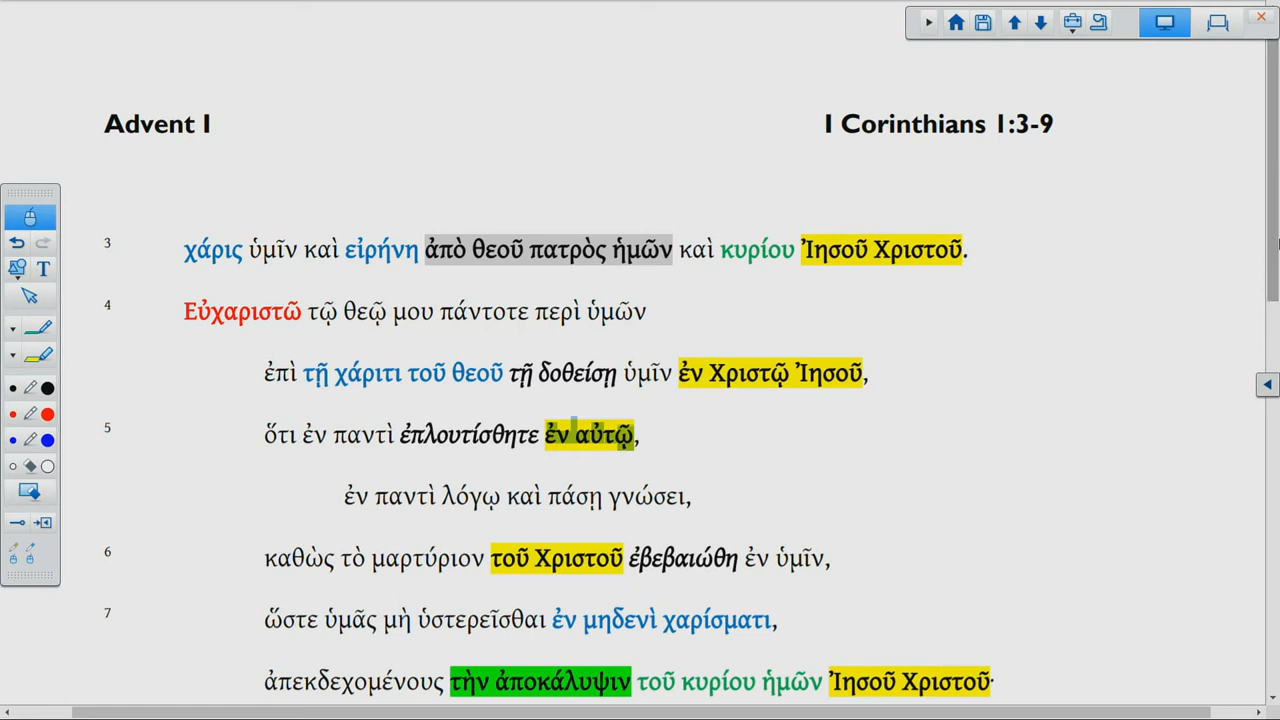 Advent I I Corinthians 1:3-9
3 χάρις ὑμῖν καὶ εἰρήνη ἀπὸ θεοῦ πατρὸς ἡμῶν καὶ κυρίου Ἰησοῦ Χριστοῦ.
4 Εὐχαριστῶ τῷ θεῷ μου πάντοτε περὶ ὑμῶν
ἐπὶ τῇ χάριτι τοῦ θεοῦ τῇ δοθείσῃ ὑμῖν ἐν Χριστῷ Ἰησοῦ,
5 ὅτι ἐν παντὶ ἐπλουτίσθητε ἐν αὐτῷ,
ἐν παντὶ λόγῳ καὶ πάσῃ γνώσει,
6 καθὼς τὸ μαρτύριον τοῦ Χριστοῦ ἐβεβαιώθη ἐν ὑμῖν,
7 ὥστε ὑμᾶς μὴ ὑστερεῖσθαι ἐν μηδενὶ χαρίσματι,
ἀπεκδεχομένους τὴν ἀποκάλυψιν τοῦ κυρίου ἡμῶν Ἰησοῦ Χριστοῦ·
T